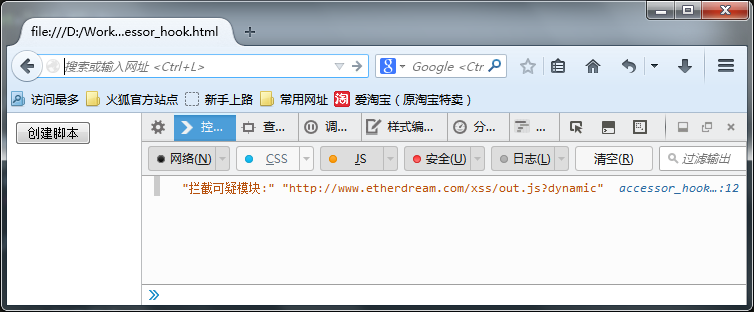 file:///D:/Work...essor_hook.html
搜索或输入网址 <Ctrl+L>
Google <Ctr
访问最多 火狐官方站点 新手上路 常用网址 淘 爱淘宝（原淘宝特卖）
创建脚本
控... 查... 调... 样式编... 分... ...
网络(N) CSS JS 安全(U) 日志(L) 清空(R) 过滤输出
"拦截可疑模块:" "http://www.etherdream.com/xss/out.js?dynamic" accessor_hook…:12